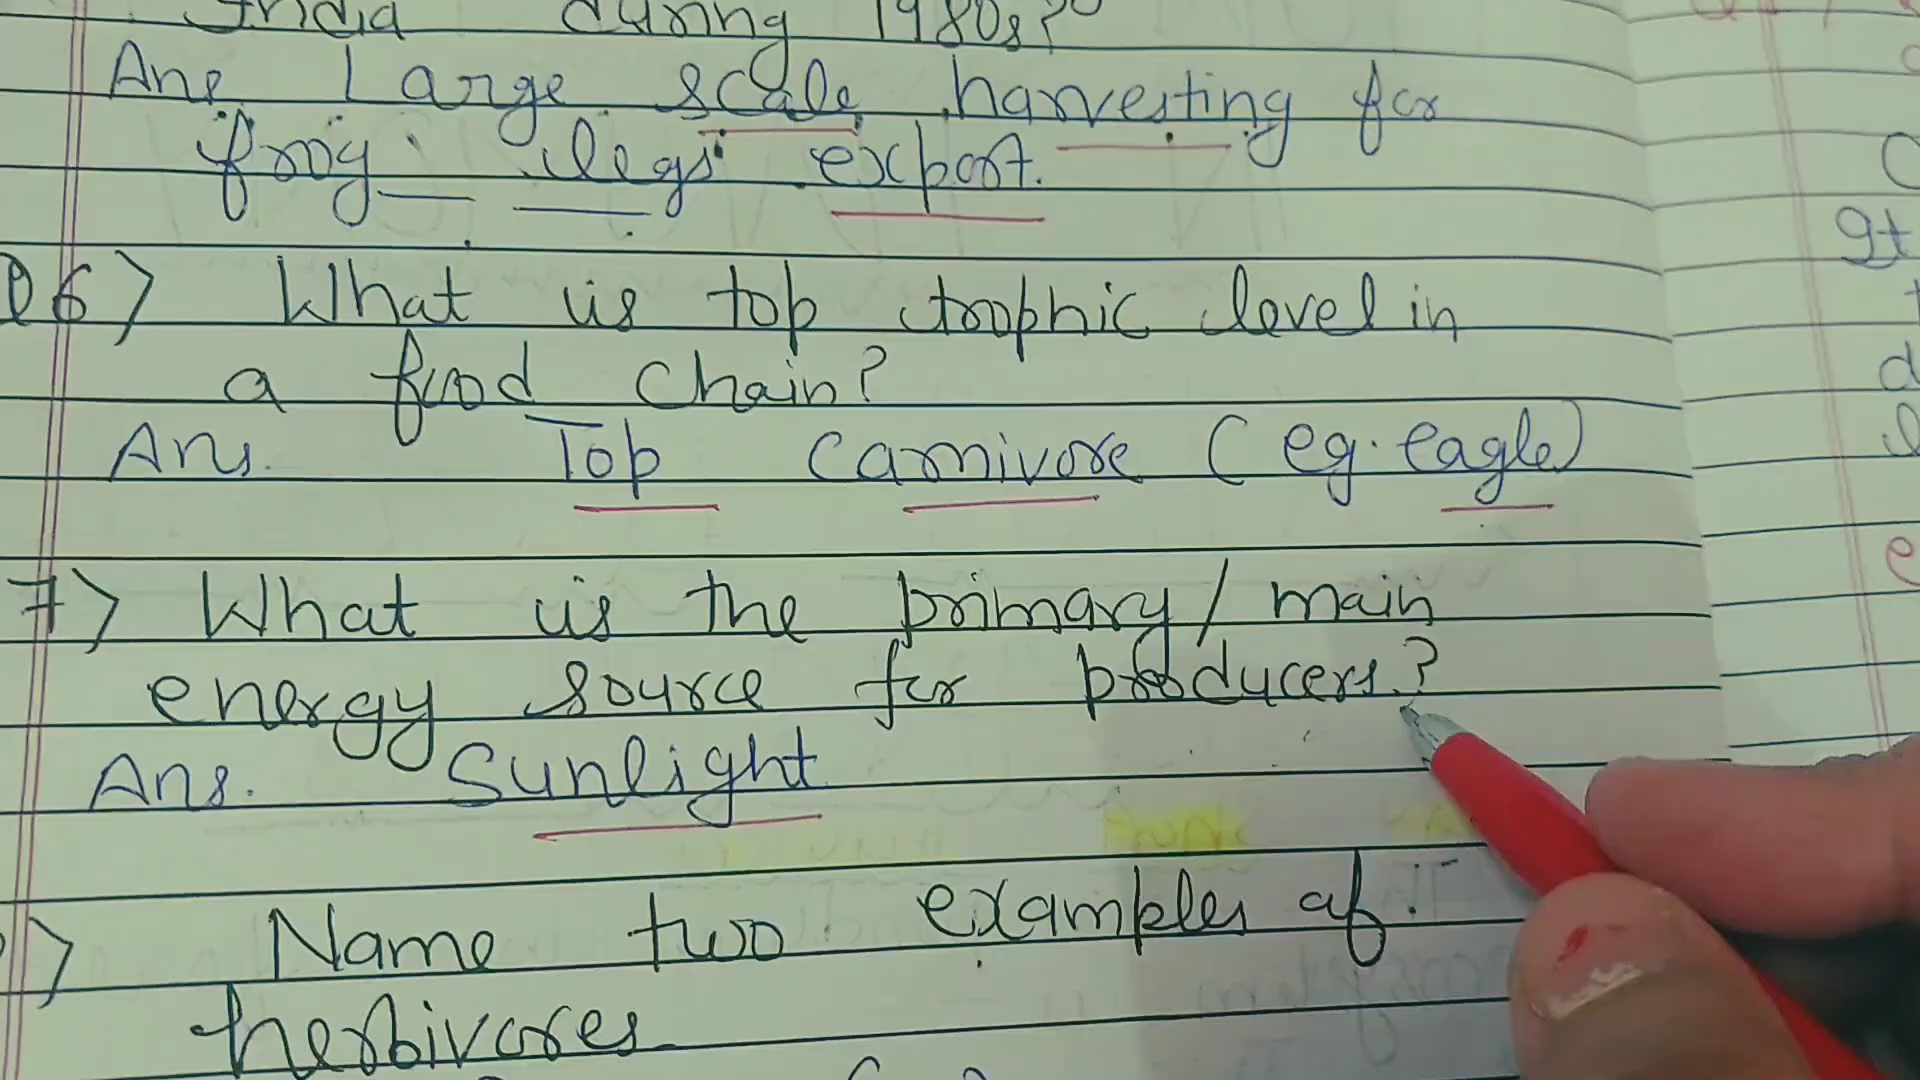 India during 1980s?
Ans Large scale harvesting for
frog legs export.
Q6> What is top trophic level in
a food chain?
Ans. Top Carnivore (eg. eagle)
7> What is the primary/main
energy source for producers.?
Ans. Sunlight
> Name two examples of
herbivores.